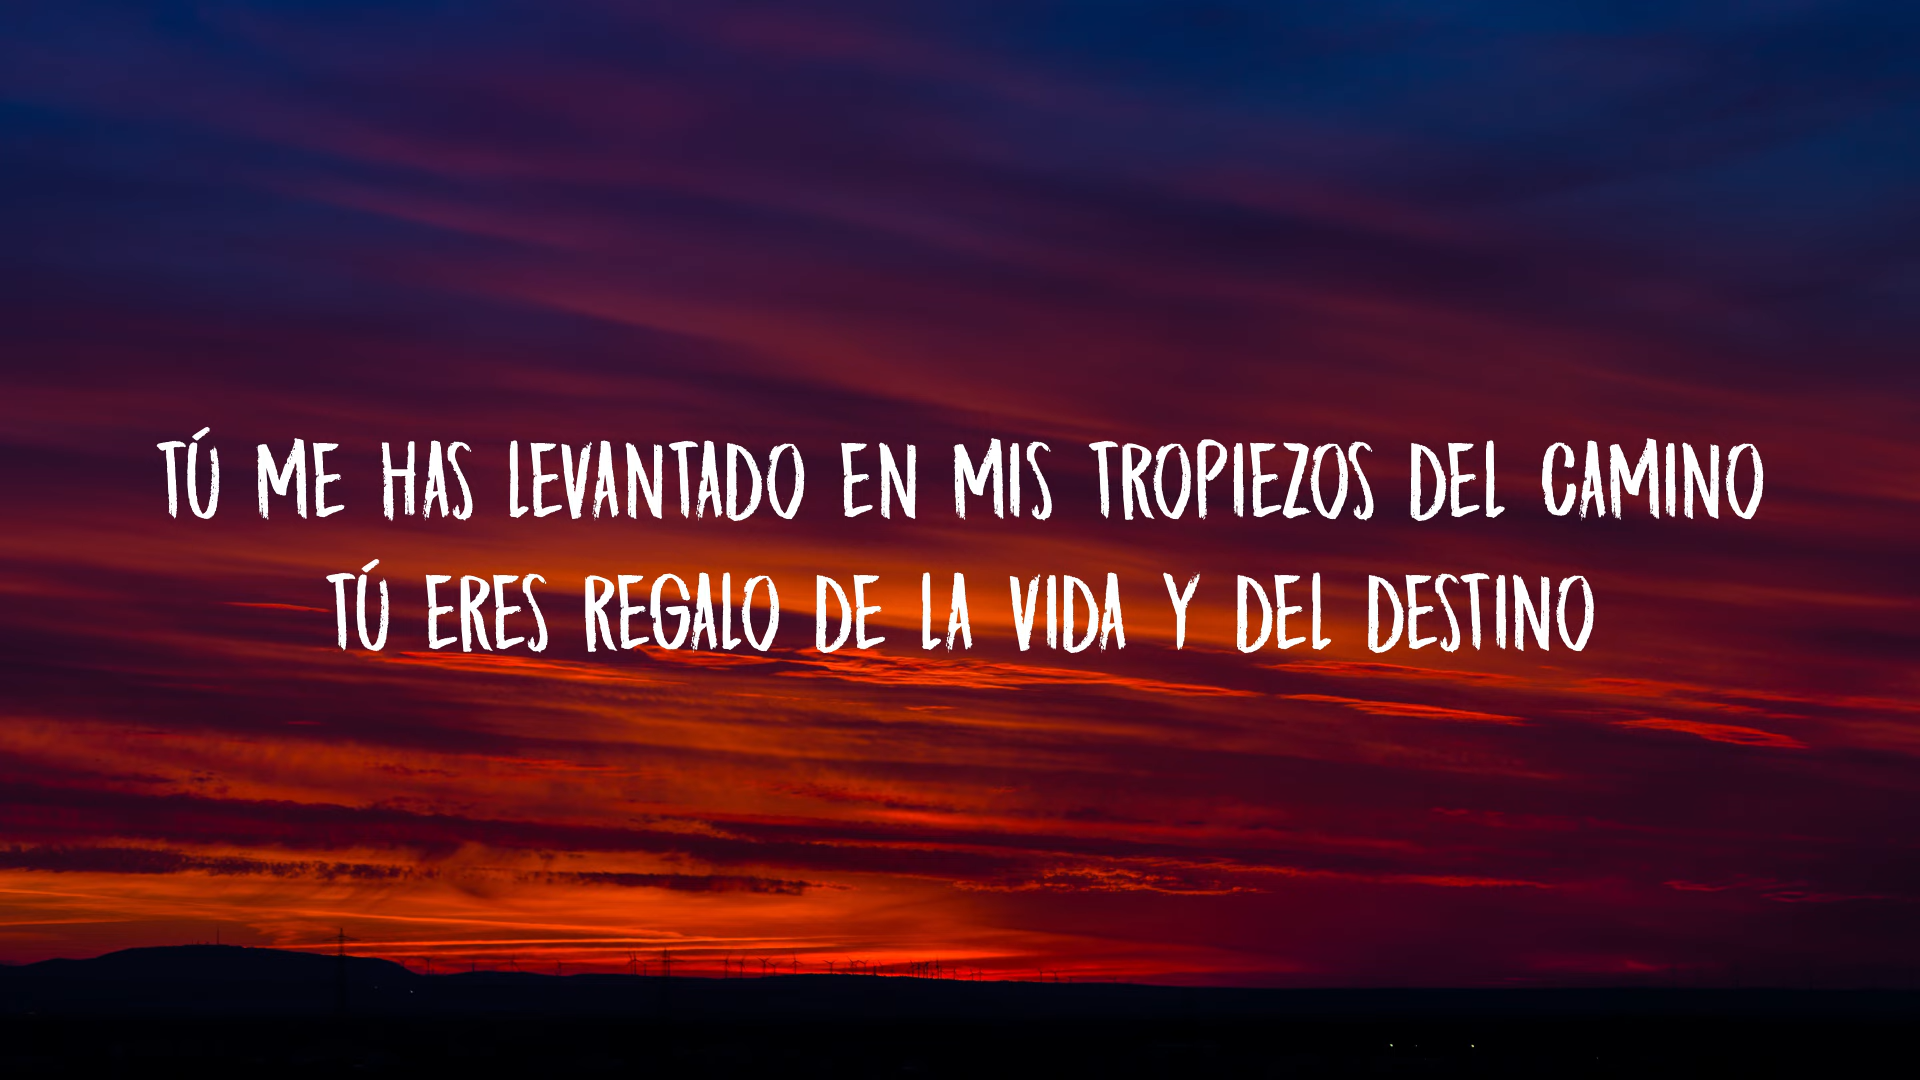 TÚ ME HAS LEVANTADO EN MIS TROPIEZOS DEL CAMINO
TÚ ERES REGALO DE LA VIDA Y DEL DESTINO